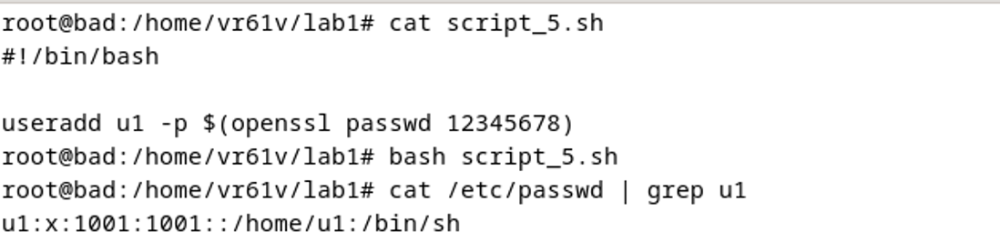 root@bad:/home/vr61v/lab1# cat script_5.sh
#!/bin/bash
useradd u1 -p $(openssl passwd 12345678)
root@bad:/home/vr61v/lab1# bash script_5.sh
root@bad:/home/vr61v/lab1# cat /etc/passwd | grep u1
u1:x:1001:1001::/home/u1:/bin/sh